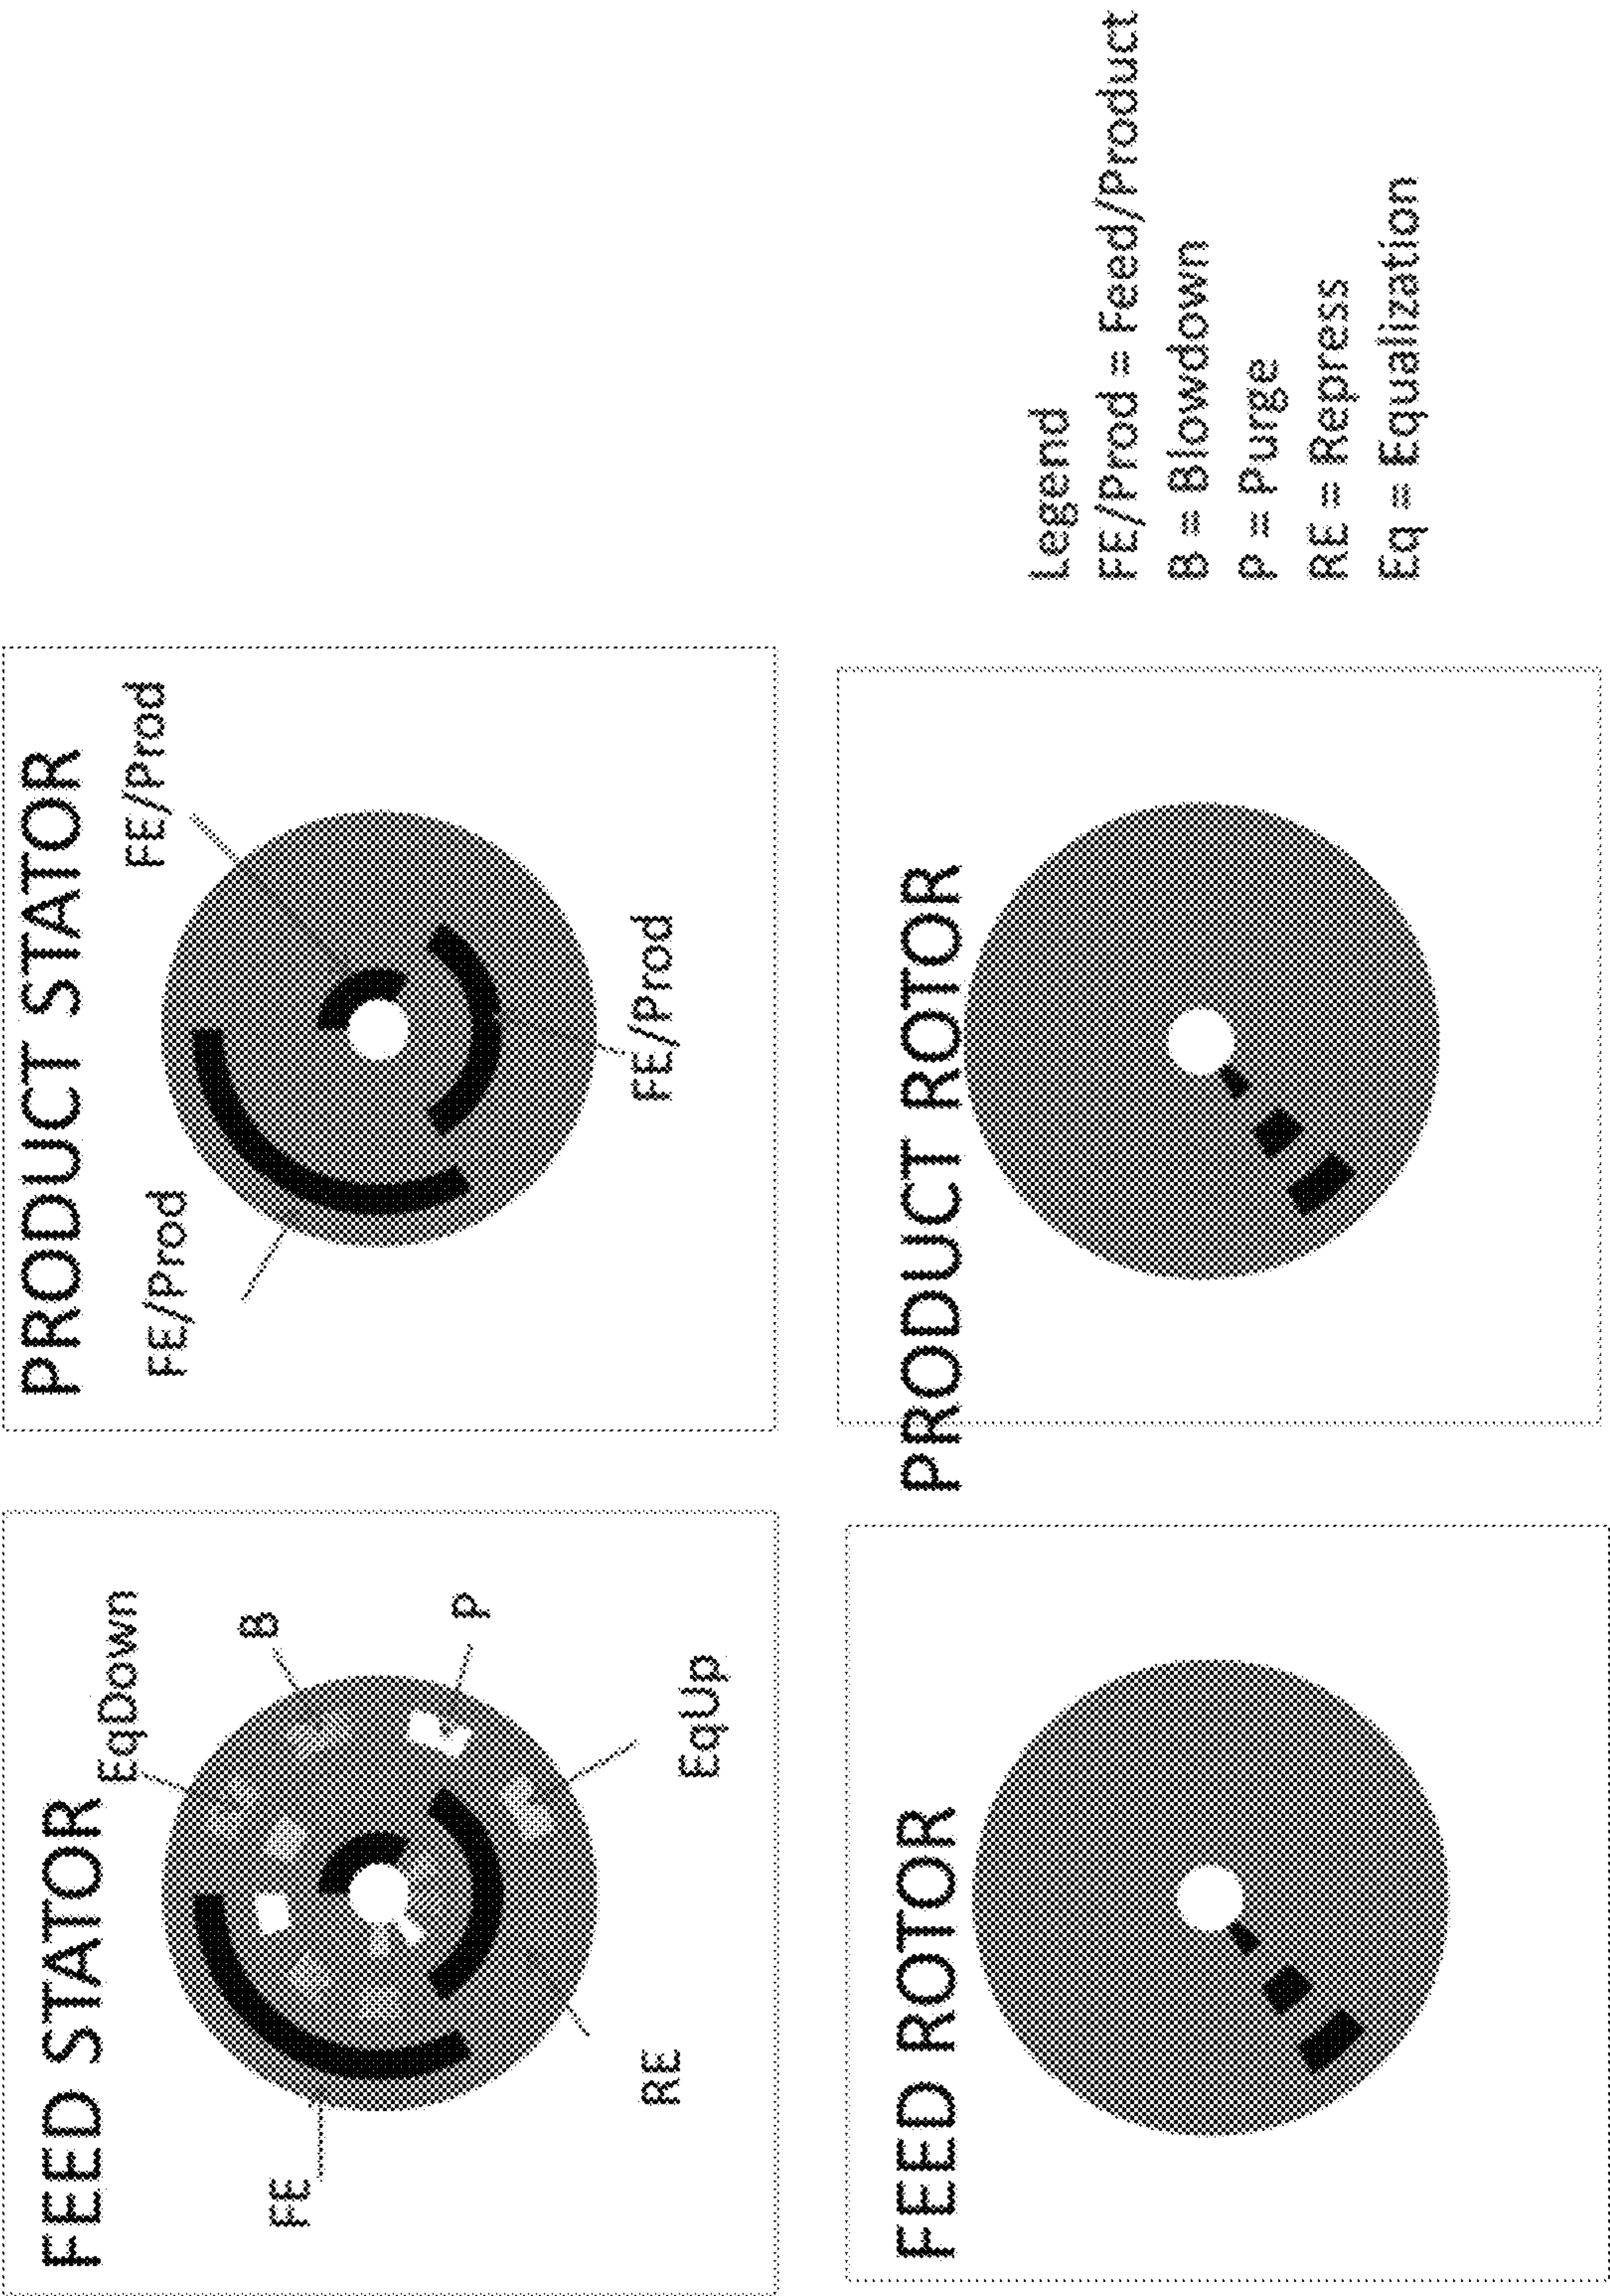 FEED STATOR
EqDown
B
P
EqUp
RE
FE
PRODUCT STATOR
FE/Prod
FE/Prod
FE/Prod
FEED ROTOR
PRODUCT ROTOR
Legend
FE/Prod = Feed/Product
B = Blowdown
P = Purge
RE = Repress
Eq = Equalization